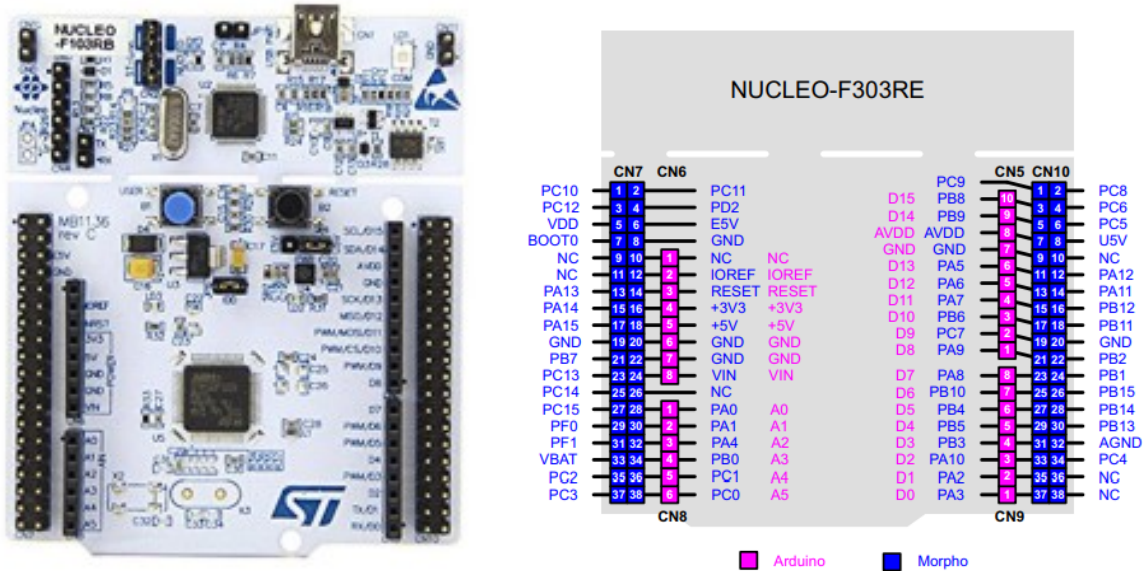 NUCLEO
-F103RB
Nucleo
COM
USER
B1
RESET
B2
MB1136
rev C
E5V
GND
U3
IOREF
NRST
3V3
5V
GND
GND
VIN
POWER
A0
A1
A2
A3
A4
A5
SCL/D15
SDA/D14
AVDD
GND
SCK/D13
MISO/D12
PWM/MOSI/D11
PWM/CS/D10
PWM/D9
D8
D7
PWM/D6
PWM/D5
D4
PWM/D3
D2
TX/D1
RX/D0
ST
NUCLEO-F303RE
CN7 CN6 CN5 CN10
PC10 1 2 PC11 PC9 1 2 PC8
PC12 3 4 PD2 D15 PB8 10 3 4 PC6
VDD 5 6 E5V D14 PB9 9 5 6 PC5
BOOT0 7 8 GND AVDD AVDD 8 7 8 U5V
NC 9 10 1 NC NC GND GND 7 9 10 NC
NC 11 12 2 IOREF IOREF D13 PA5 6 11 12 PA12
PA13 13 14 3 RESET RESET D12 PA6 5 13 14 PA11
PA14 15 16 4 +3V3 +3V3 D11 PA7 4 15 16 PB12
PA15 17 18 5 +5V +5V D10 PB6 3 17 18 PB11
GND 19 20 6 GND GND D9 PC7 2 19 20 GND
PB7 21 22 7 GND GND D8 PA9 1 21 22 PB2
PC13 23 24 8 VIN VIN D7 PA8 8 23 24 PB1
PC14 25 26 NC D6 PB10 7 25 26 PB15
PC15 27 28 1 PA0 A0 D5 PB4 6 27 28 PB14
PF0 29 30 2 PA1 A1 D4 PB5 5 29 30 PB13
PF1 31 32 3 PA4 A2 D3 PB3 4 31 32 AGND
VBAT 33 34 4 PB0 A3 D2 PA10 3 33 34 PC4
PC2 35 36 5 PC1 A4 D1 PA2 2 35 36 NC
PC3 37 38 6 PC0 A5 D0 PA3 1 37 38 NC
CN8 CN9
Arduino Morpho